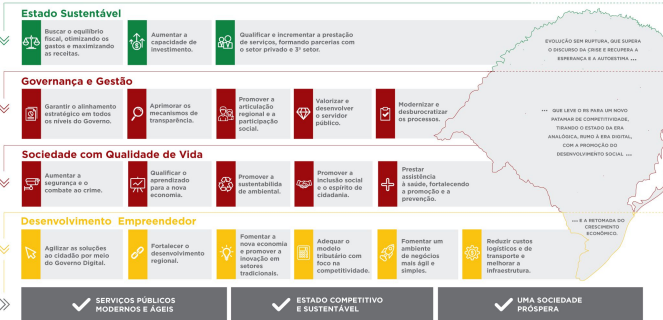 Estado Sustentável
Buscar o equilíbrio
fiscal, otimizando os
gastos e maximizando
as receitas.
Aumentar a
capacidade de
investimento.
Qualificar e incrementar a prestação
de serviços, formando parcerias com
o setor privado e 3º setor.
EVOLUÇÃO SEM RUPTURA, QUE SUPERA
O DISCURSO DA CRISE E RECUPERA A
ESPERANÇA E A AUTOESTIMA ...
Governança e Gestão
Garantir o alinhamento
estratégico em todos
os níveis do Governo.
Aprimorar os
mecanismos de
transparência.
Promover a
articulação
regional e a
participação
social.
Valorizar e
desenvolver
o servidor
público.
Modernizar e
desburocratizar
os processos.
... QUE LEVE O RS PARA UM NOVO
PATAMAR DE COMPETITIVIDADE,
TIRANDO O ESTADO DA ERA
ANALÓGICA, RUMO À ERA DIGITAL,
COM A PROMOÇÃO DO
DESENVOLVIMENTO SOCIAL ...
Sociedade com Qualidade de Vida
Aumentar a
segurança e o
combate ao crime.
Qualificar o
aprendizado
para a nova
economia.
Promover a
sustentabilida
de ambiental.
Promover a
inclusão social
e o espírito de
cidadania.
Prestar
assistência
à saúde, fortalecendo
a promoção e a
prevenção.
... E A RETOMADA DO
CRESCIMENTO
ECONÔMICO.
Desenvolvimento Empreendedor
Agilizar as soluções
ao cidadão por meio
do Governo Digital.
Fortalecer o
desenvolvimento
regional.
Fomentar a
nova economia
e promover a
inovação em
setores
tradicionais.
Adequar o
modelo
tributário com
foco na
competitividade.
Fomentar um
ambiente
de negócios
mais ágil e
simples.
Reduzir custos
logísticos e de
transporte e
melhorar a
infraestrutura.
SERVIÇOS PÚBLICOS
MODERNOS E ÁGEIS
ESTADO COMPETITIVO
E SUSTENTÁVEL
UMA SOCIEDADE
PRÓSPERA